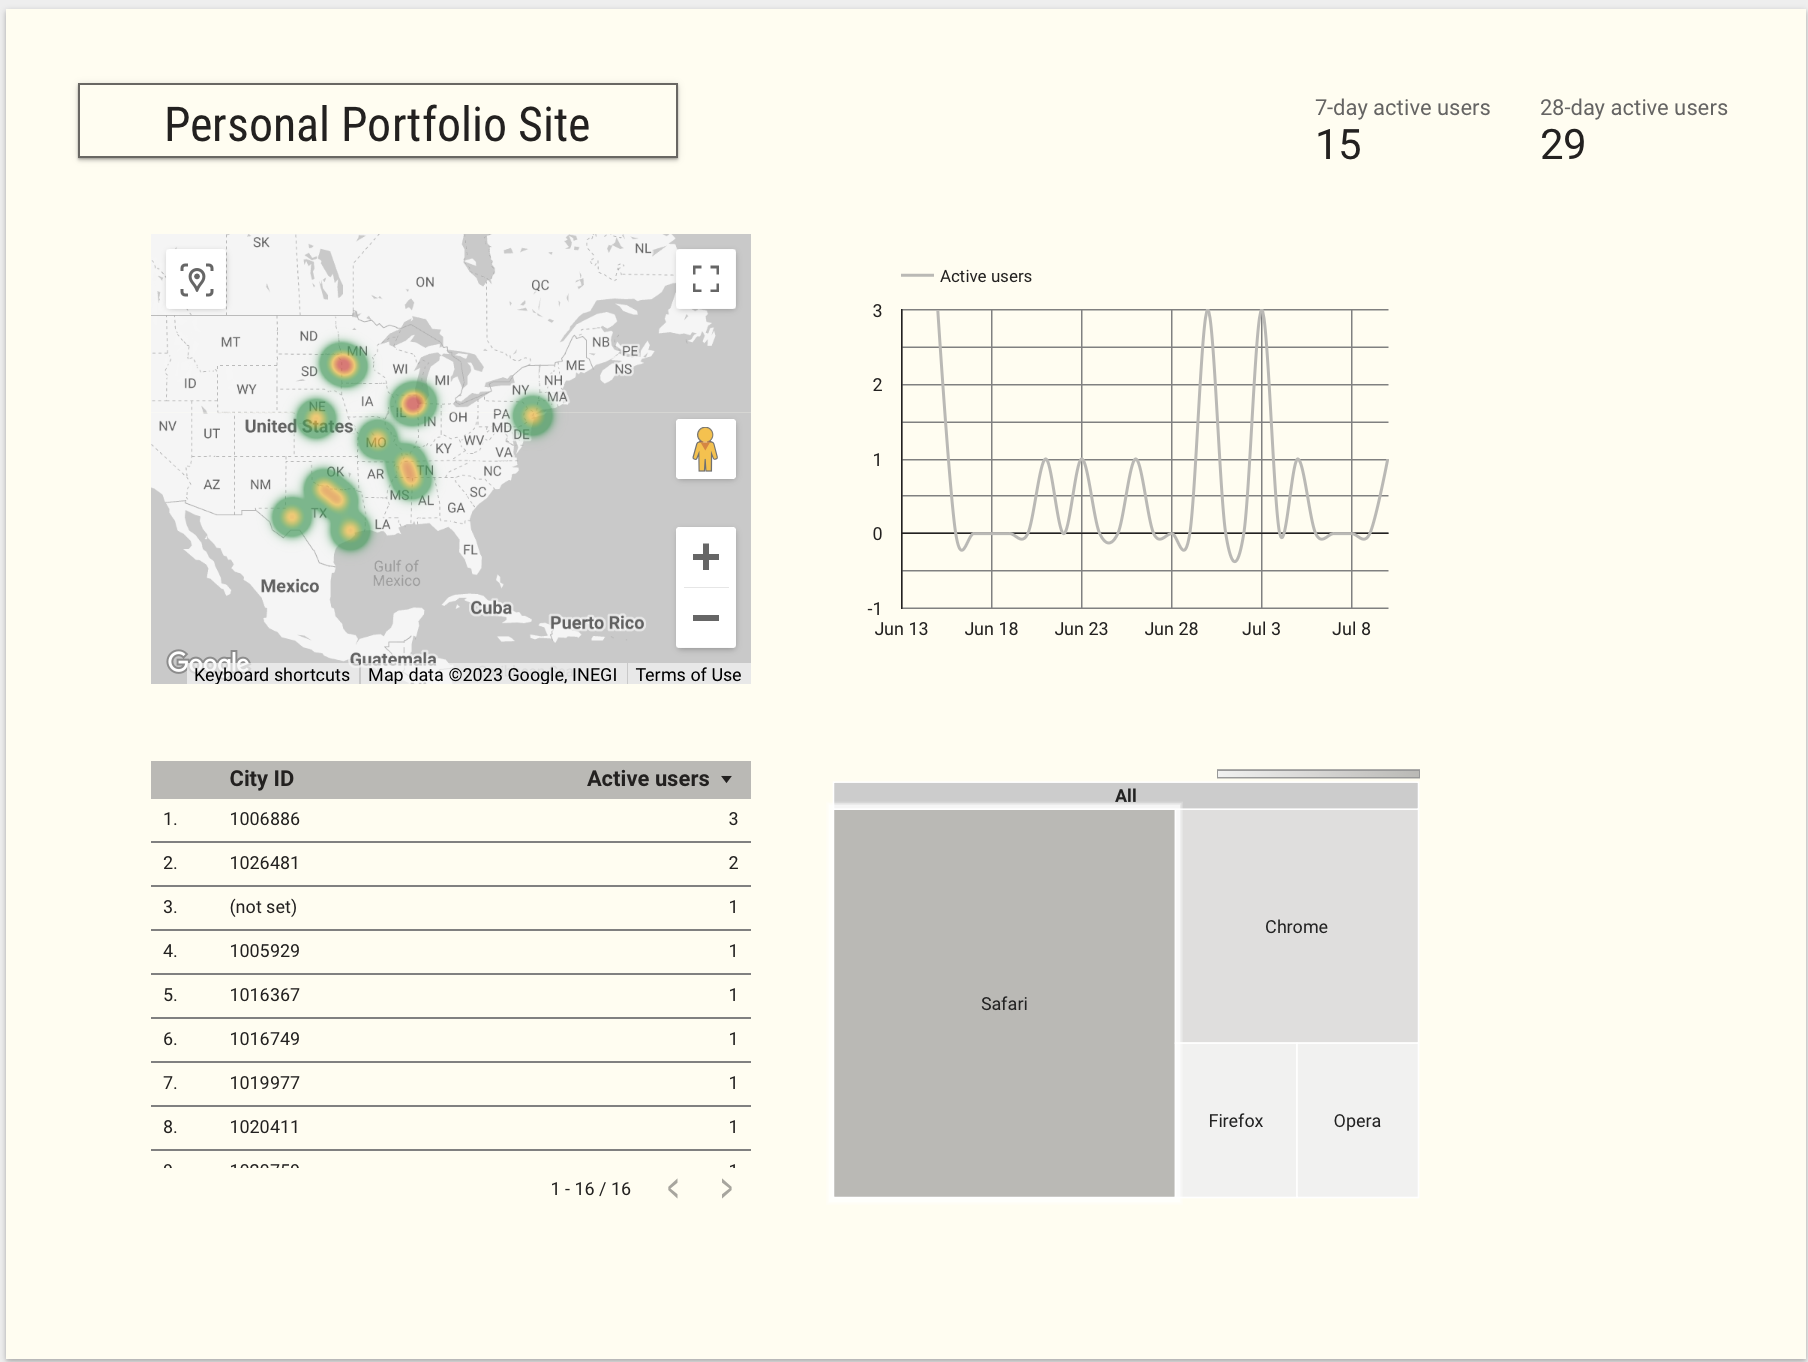 Personal Portfolio Site
7-day active users
15
28-day active users
29
SK
NL
ON
QC
MT
ND
MN
NB
PE
ID
WY
SD
WI
MI
ME
NS
NH
NY
MA
NV
UT
NE
IA
IL
IN
OH
PA
MD
DE
United States
MO
KY
WV
VA
AZ
NM
OK
AR
TN
NC
TX
MS
AL
GA
SC
LA
FL
Gulf of
Mexico
Mexico
Cuba
Puerto Rico
Guatemala
Google
Keyboard shortcuts
Map data ©2023 Google, INEGI
Terms of Use
Active users
3
2
1
0
-1
Jun 13 Jun 18 Jun 23 Jun 28 Jul 3 Jul 8
City ID Active users
1. 1006886 3
2. 1026481 2
3. (not set) 1
4. 1005929 1
5. 1016367 1
6. 1016749 1
7. 1019977 1
8. 1020411 1
1 - 16 / 16
All
Safari
Chrome
Firefox
Opera